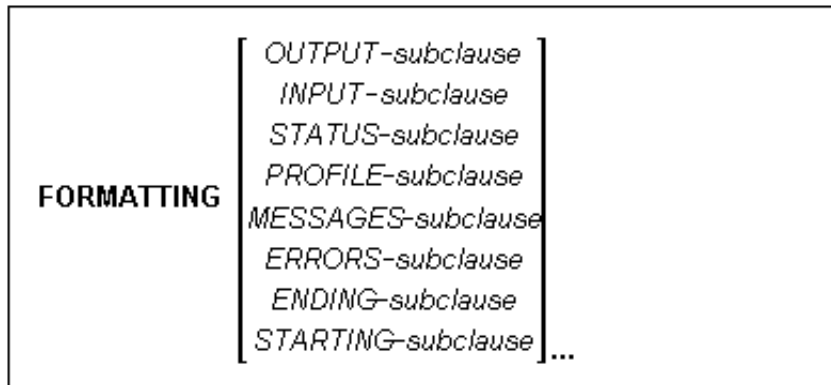 OUTPUT-subclause
INPUT-subclause
STATUS-subclause
PROFILE-subclause
FORMATTING
MESSAGES-subclause
ERRORS-subclause
ENDING-subclause
STARTING-subclause...